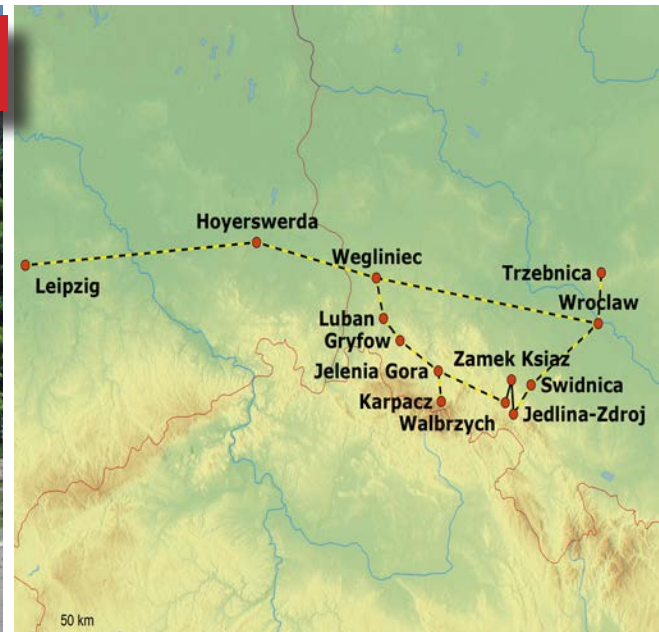 Hoyerswerda
Wegliniec
Leipzig
Trzebnica
Wroclaw
Luban
Gryfow
Jelenia Gora
Zamek Ksiaz
Karpacz
Swidnica
Walbrzych
Jedlina-Zdroj
50 km